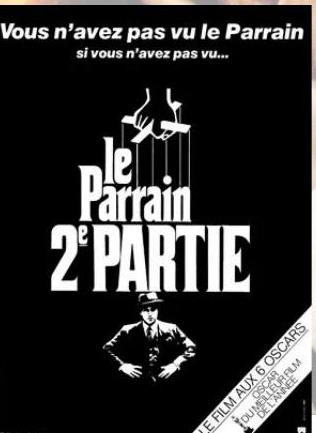 Vous n'avez pas vu le Parrain
si vous n'avez pas vu...
le
Parrain
2e PARTIE
LE FILM AUX 6 OSCARS
OSCAR
DU MEILLEUR FILM
DE L'ANNÉE